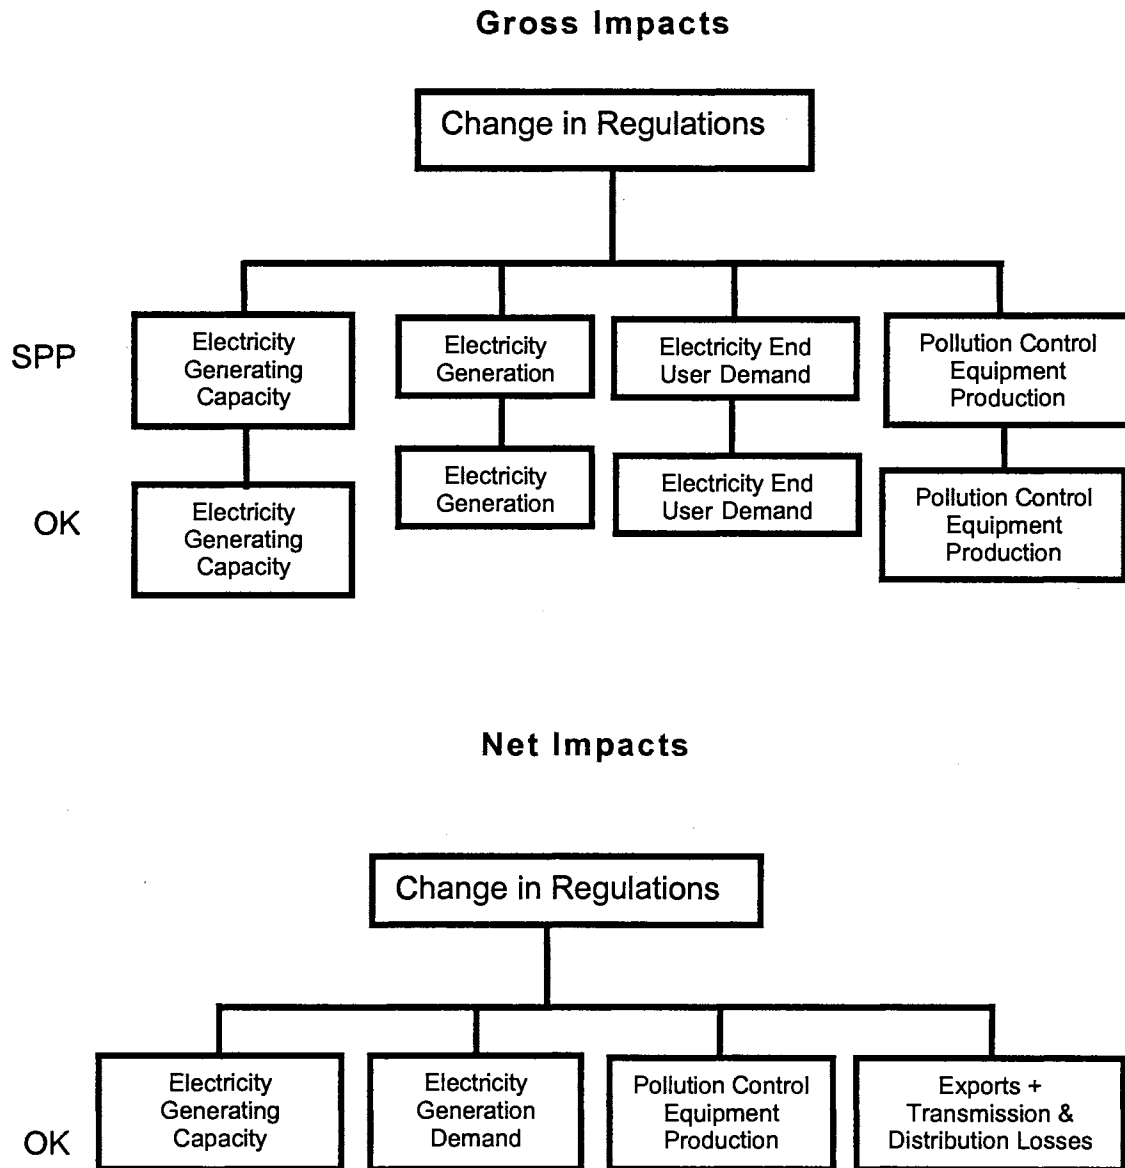 Gross Impacts
Change in Regulations
SPP
Electricity
Generating
Capacity
Electricity
Generation
Electricity End
User Demand
Pollution Control
Equipment
Production
OK
Electricity
Generating
Capacity
Electricity
Generation
Electricity End
User Demand
Pollution Control
Equipment
Production
Net Impacts
Change in Regulations
OK
Electricity
Generating
Capacity
Electricity
Generation
Demand
Pollution Control
Equipment
Production
Exports +
Transmission &
Distribution Losses